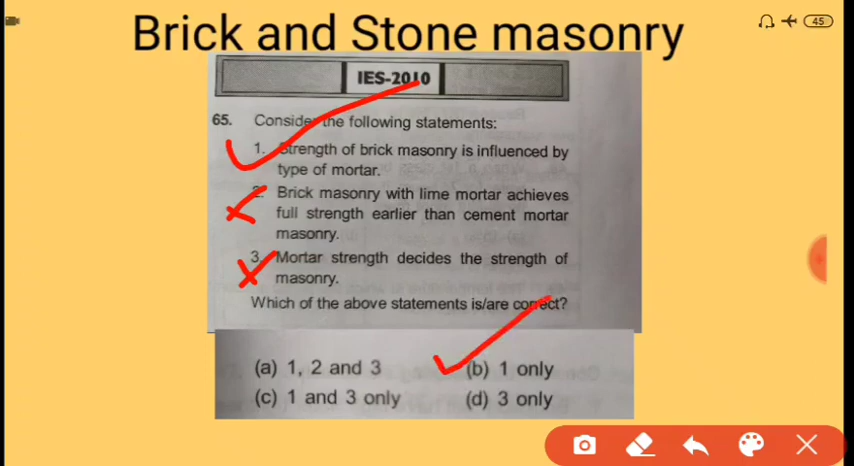 Brick and Stone masonry
45
IES-2010
65. Consider the following statements:
1. Strength of brick masonry is influenced by
type of mortar.
2. Brick masonry with lime mortar achieves
full strength earlier than cement mortar
masonry.
3. Mortar strength decides the strength of
masonry.
Which of the above statements is/are correct?
(a) 1, 2 and 3 (b) 1 only
(c) 1 and 3 only (d) 3 only